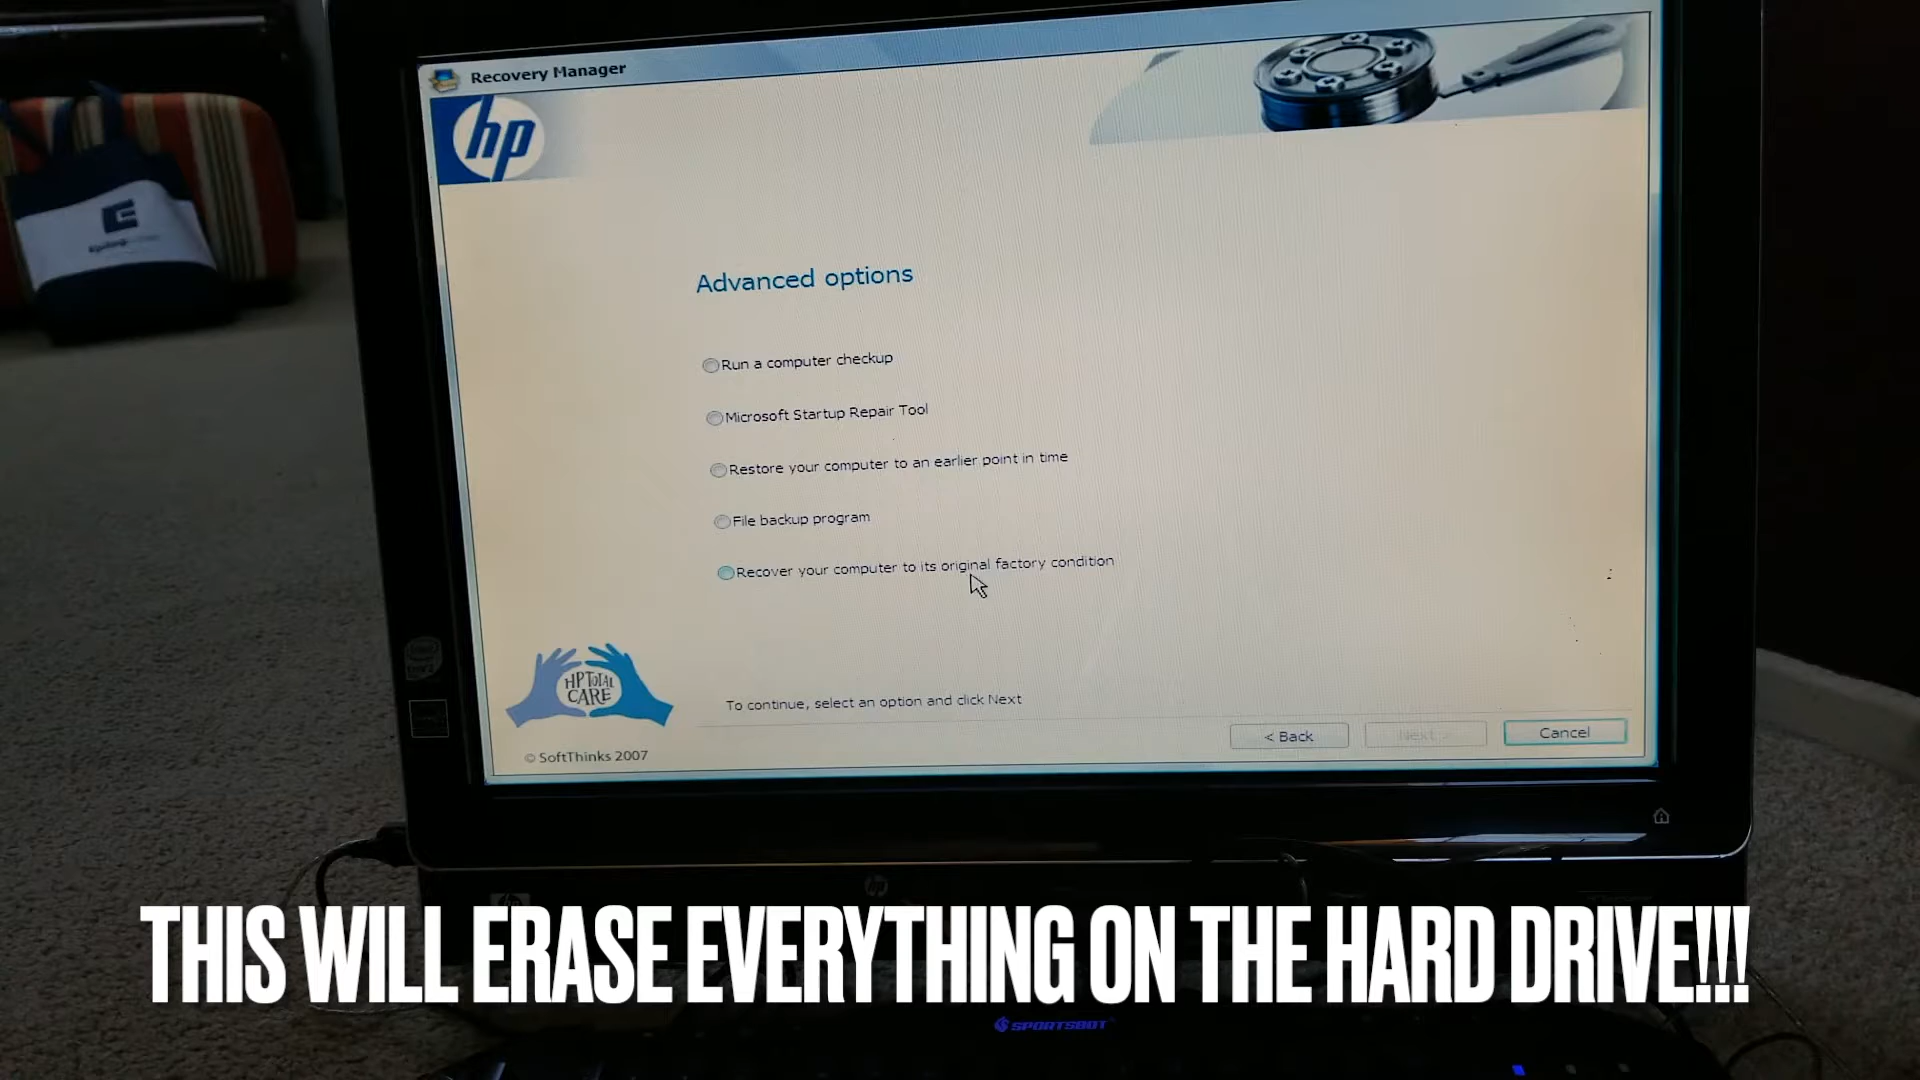 Recovery Manager
hp
Advanced options
Run a computer checkup
Microsoft Startup Repair Tool
Restore your computer to an earlier point in time
File backup program
Recover your computer to its original factory condition
HP TOTAL
CARE
To continue, select an option and click Next
< Back
Next >
Cancel
© SoftThinks 2007
hp
THIS WILL ERASE EVERYTHING ON THE HARD DRIVE!!!
SPORTSBOT